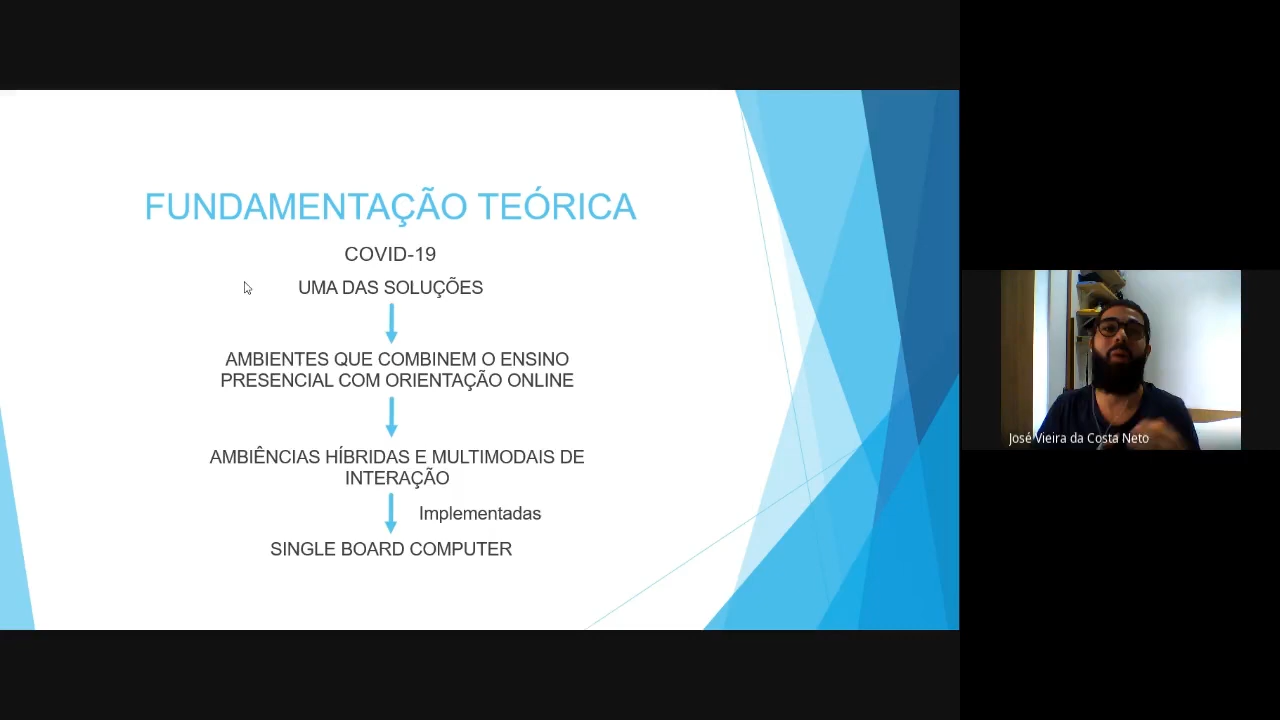 FUNDAMENTAÇÃO TEÓRICA
COVID-19
UMA DAS SOLUÇÕES
AMBIENTES QUE COMBINEM O ENSINO
PRESENCIAL COM ORIENTAÇÃO ONLINE
AMBIÊNCIAS HÍBRIDAS E MULTIMODAIS DE
INTERAÇÃO
Implementadas
SINGLE BOARD COMPUTER
José Vieira da Costa Neto